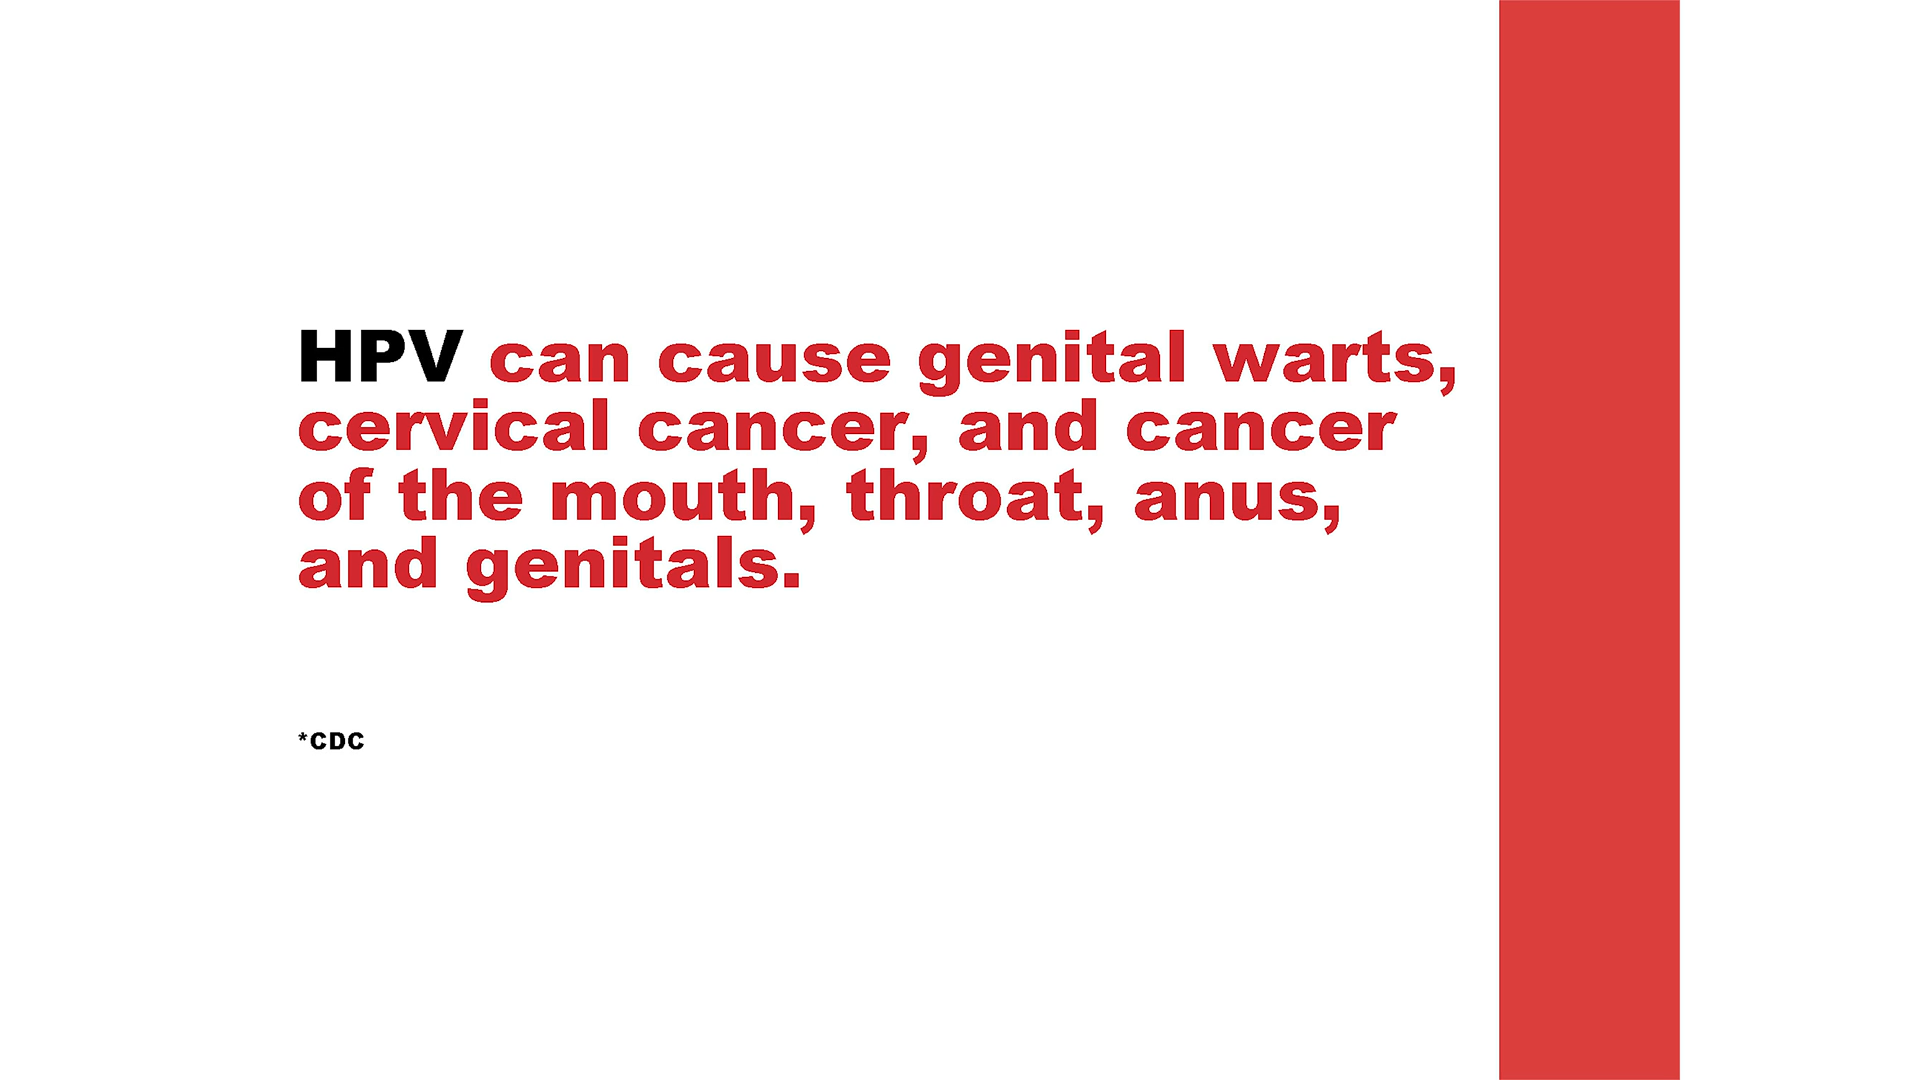 HPV can cause genital warts,
cervical cancer, and cancer
of the mouth, throat, anus,
and genitals.
*CDC